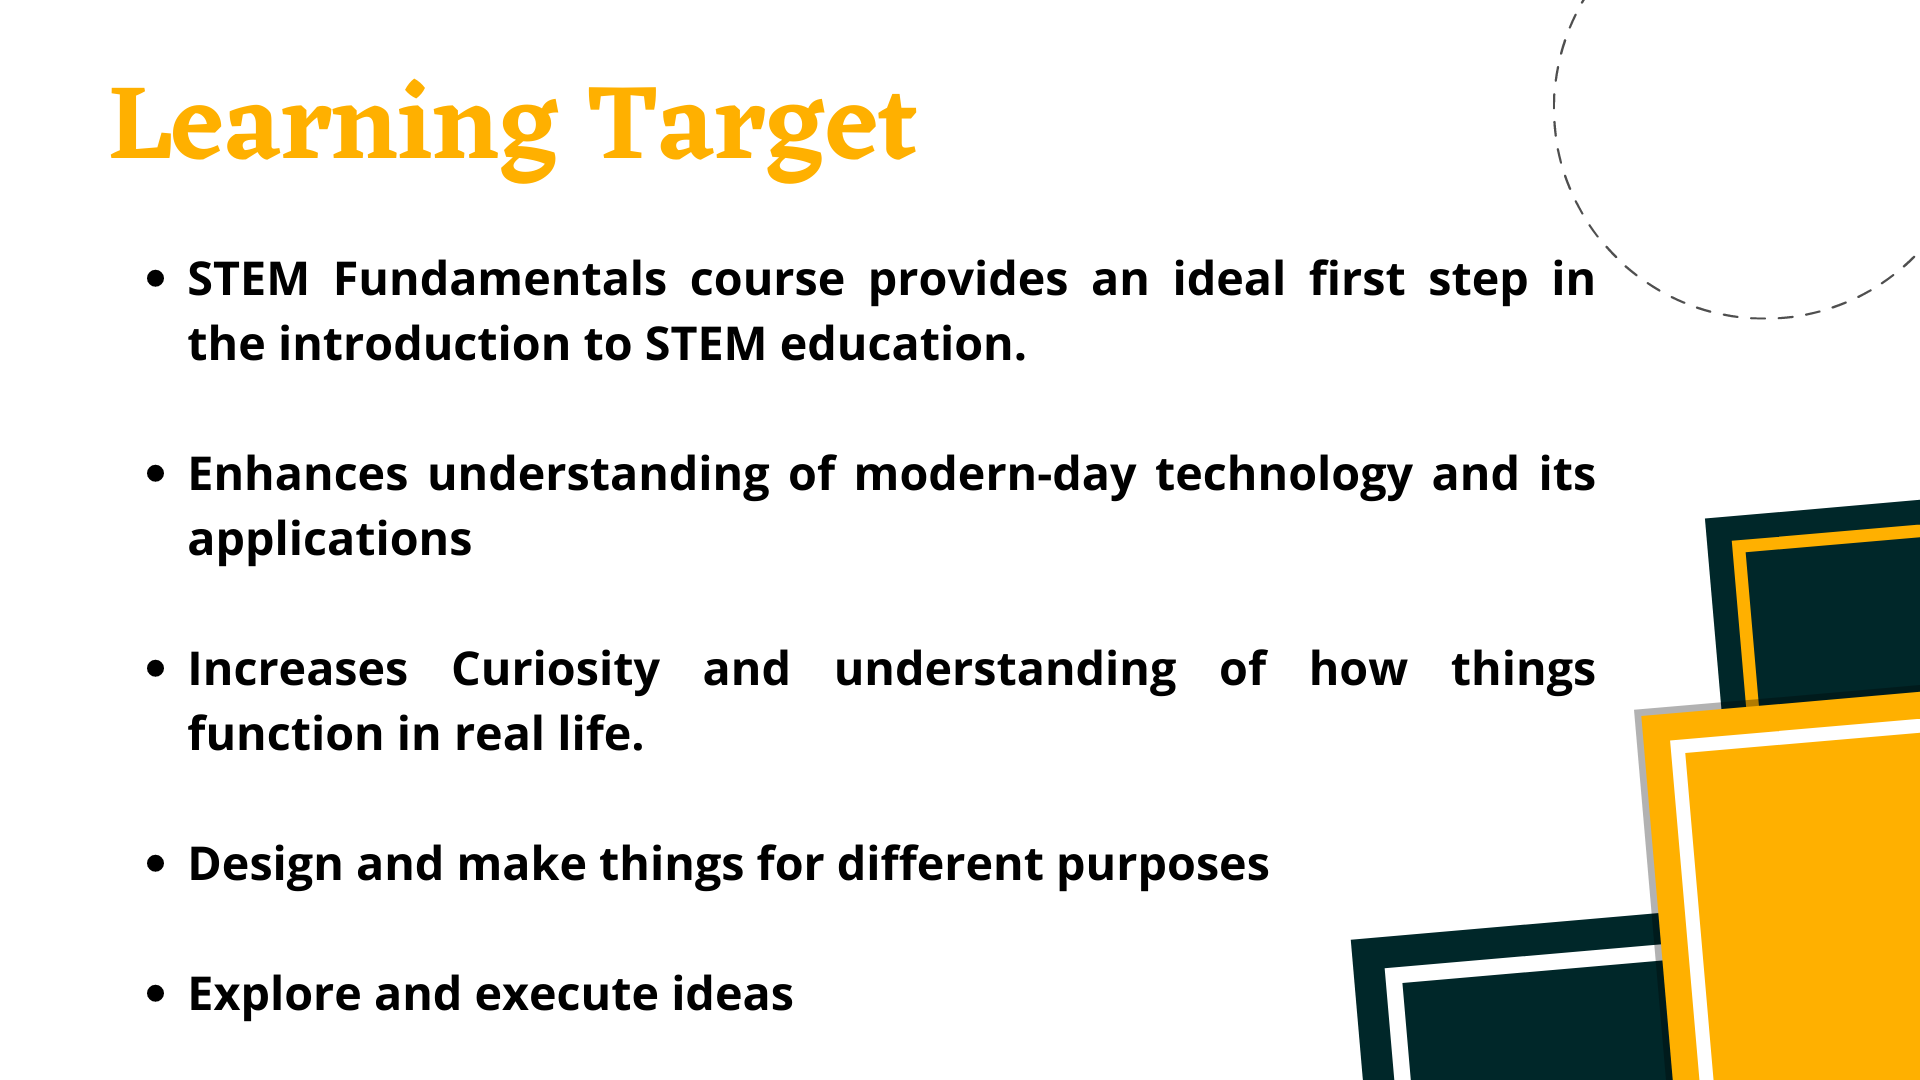 Learning Target
• STEM Fundamentals course provides an ideal first step in
the introduction to STEM education.
• Enhances understanding of modern-day technology and its
applications
• Increases Curiosity and understanding of how things
function in real life.
• Design and make things for different purposes
• Explore and execute ideas